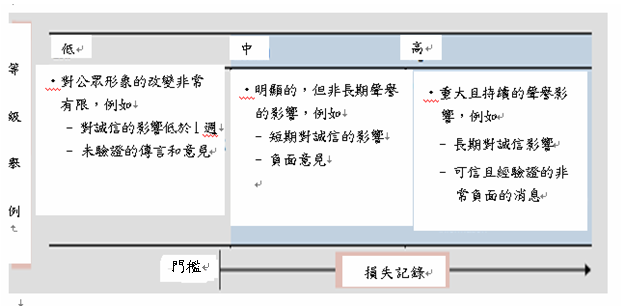 等級舉例
低
中
高
•對公眾形象的改變非常
有限，例如
– 對誠信的影響低於1週
– 未驗證的傳言和意見
•明顯的，但非長期聲譽
的影響，例如
– 短期對誠信的影響
– 負面意見
•重大且持續的聲譽影
響，例如
– 長期對誠信影響
– 可信且經驗證的非
常負面的消息
門檻
損失記錄